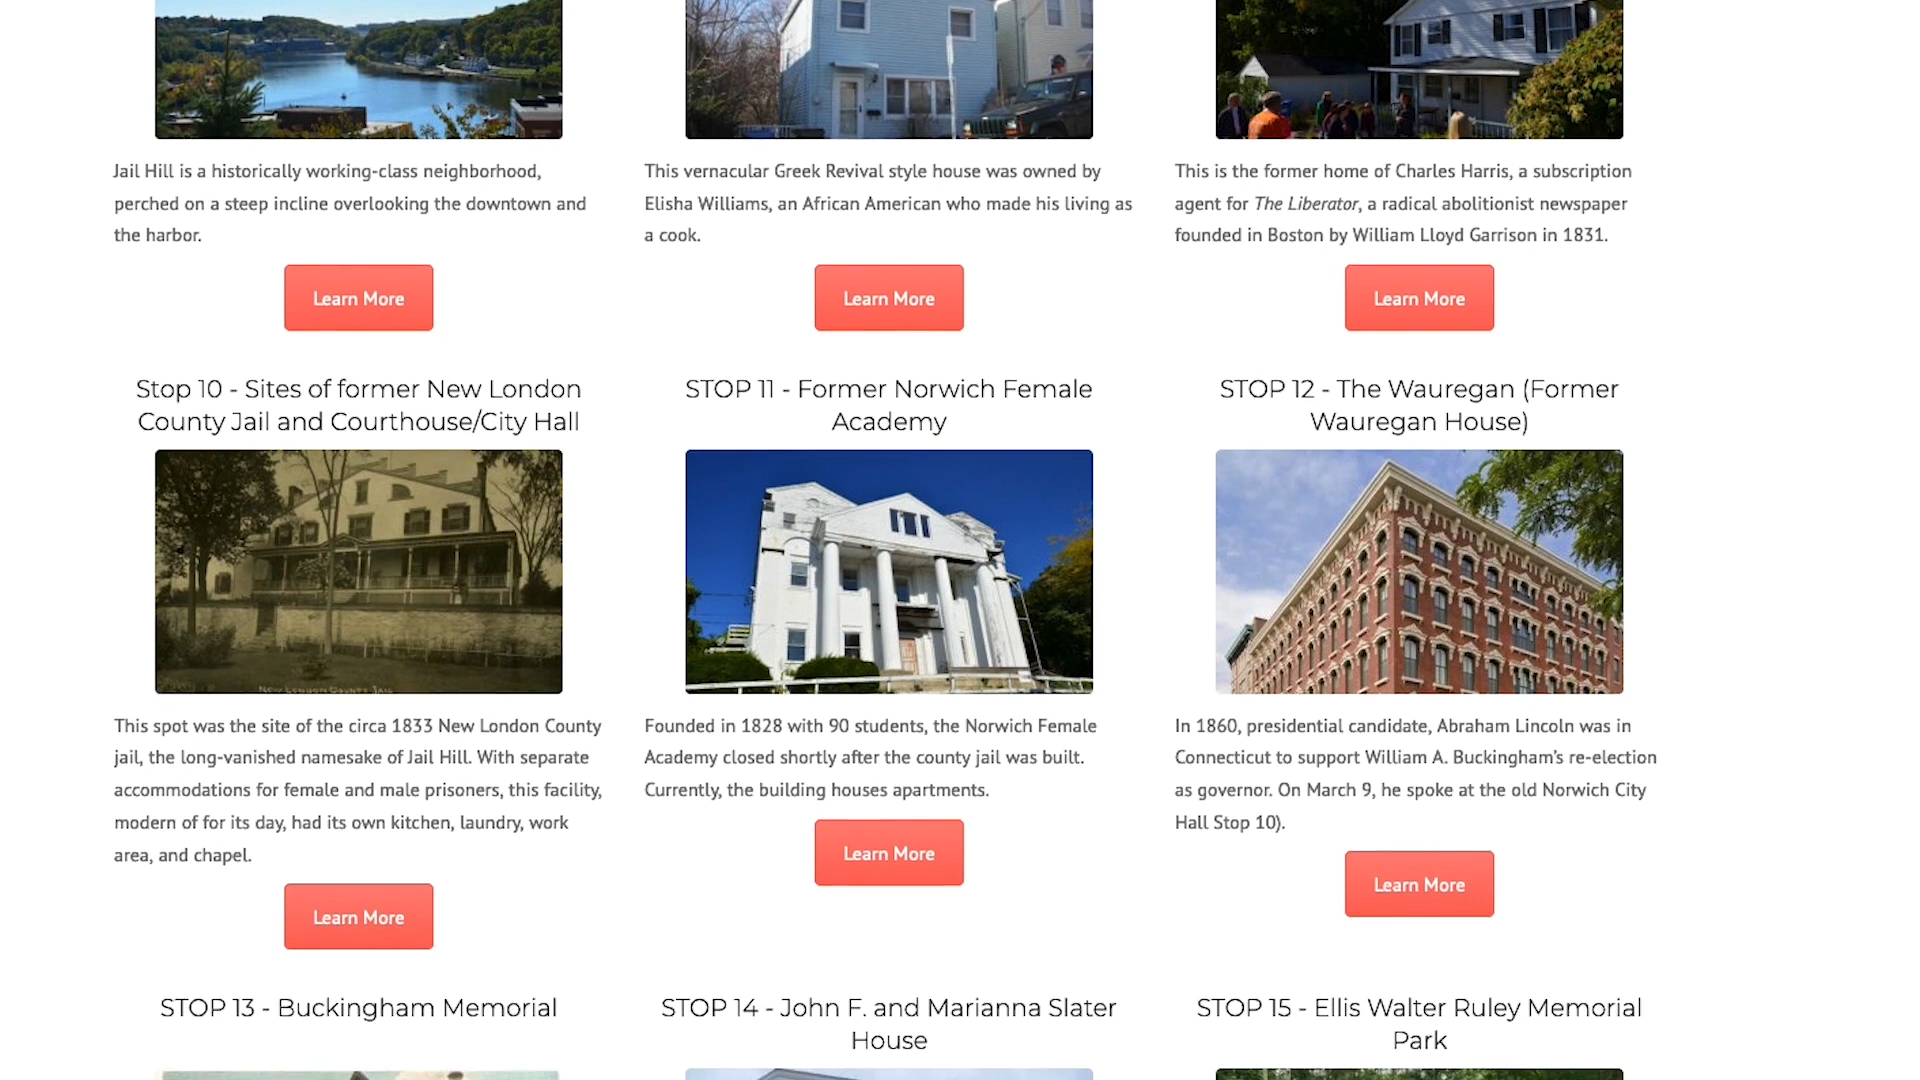 Jail Hill is a historically working-class neighborhood,
perched on a steep incline overlooking the downtown and
the harbor.
Learn More
This vernacular Greek Revival style house was owned by
Elisha Williams, an African American who made his living as
a cook.
Learn More
This is the former home of Charles Harris, a subscription
agent for The Liberator, a radical abolitionist newspaper
founded in Boston by William Lloyd Garrison in 1831.
Learn More
Stop 10 - Sites of former New London
County Jail and Courthouse/City Hall
NEW LONDON COUNTY JAIL
This spot was the site of the circa 1833 New London County
jail, the long-vanished namesake of Jail Hill. With separate
accommodations for female and male prisoners, this facility,
modern of for its day, had its own kitchen, laundry, work
area, and chapel.
Learn More
STOP 11 - Former Norwich Female
Academy
Founded in 1828 with 90 students, the Norwich Female
Academy closed shortly after the county jail was built.
Currently, the building houses apartments.
Learn More
STOP 12 - The Wauregan (Former
Wauregan House)
In 1860, presidential candidate, Abraham Lincoln was in
Connecticut to support William A. Buckingham's re-election
as governor. On March 9, he spoke at the old Norwich City
Hall Stop 10).
Learn More
STOP 13 - Buckingham Memorial
STOP 14 - John F. and Marianna Slater
House
STOP 15 - Ellis Walter Ruley Memorial
Park